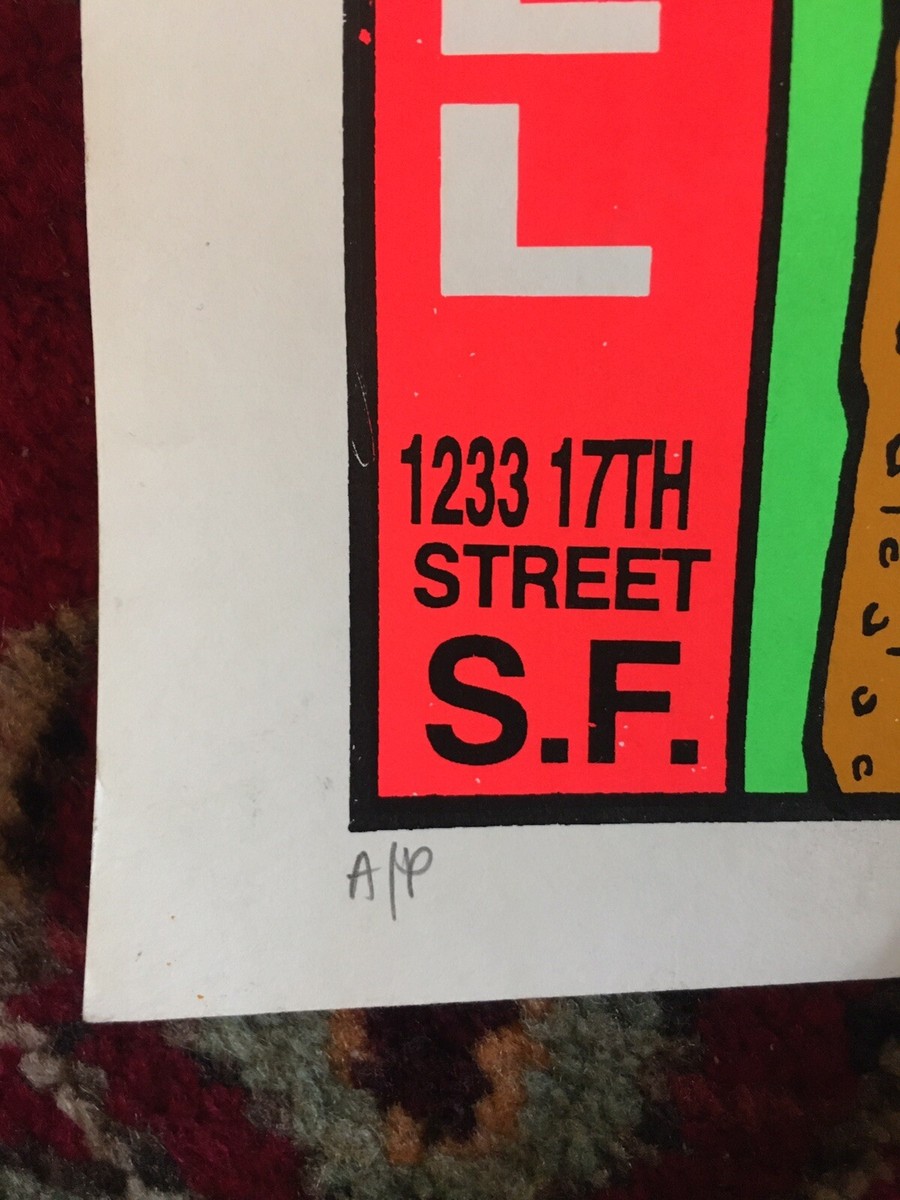 L
1233 17TH
STREET
S.F.
A/P